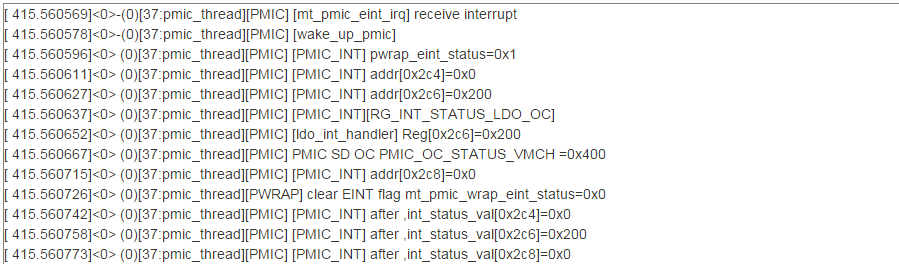 [ 415.560569]<0>-(0)[37:pmic_thread][PMIC] [mt_pmic_eint_irq] receive interrupt
[ 415.560578]<0>-(0)[37:pmic_thread][PMIC] [wake_up_pmic]
[ 415.560596]<0> (0)[37:pmic_thread][PMIC] [PMIC_INT] pwrap_eint_status=0x1
[ 415.560611]<0> (0)[37:pmic_thread][PMIC] [PMIC_INT] addr[0x2c4]=0x0
[ 415.560627]<0> (0)[37:pmic_thread][PMIC] [PMIC_INT] addr[0x2c6]=0x200
[ 415.560637]<0> (0)[37:pmic_thread][PMIC] [PMIC_INT][RG_INT_STATUS_LDO_OC]
[ 415.560652]<0> (0)[37:pmic_thread][PMIC] [ldo_int_handler] Reg[0x2c6]=0x200
[ 415.560667]<0> (0)[37:pmic_thread][PMIC] PMIC SD OC PMIC_OC_STATUS_VMCH =0x400
[ 415.560715]<0> (0)[37:pmic_thread][PMIC] [PMIC_INT] addr[0x2c8]=0x0
[ 415.560726]<0> (0)[37:pmic_thread][PWRAP] clear EINT flag mt_pmic_wrap_eint_status=0x0
[ 415.560742]<0> (0)[37:pmic_thread][PMIC] [PMIC_INT] after ,int_status_val[0x2c4]=0x0
[ 415.560758]<0> (0)[37:pmic_thread][PMIC] [PMIC_INT] after ,int_status_val[0x2c6]=0x200
[ 415.560773]<0> (0)[37:pmic_thread][PMIC] [PMIC_INT] after ,int_status_val[0x2c8]=0x0